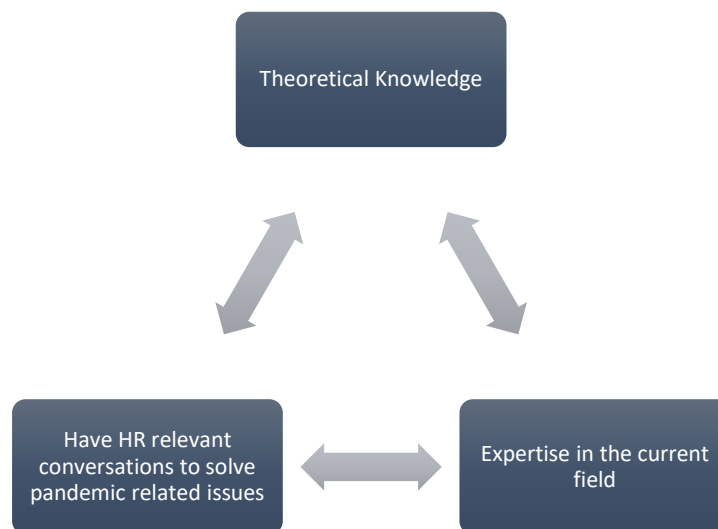 Theoretical Knowledge
Have HR relevant
conversations to solve
pandemic related issues
Expertise in the current
field